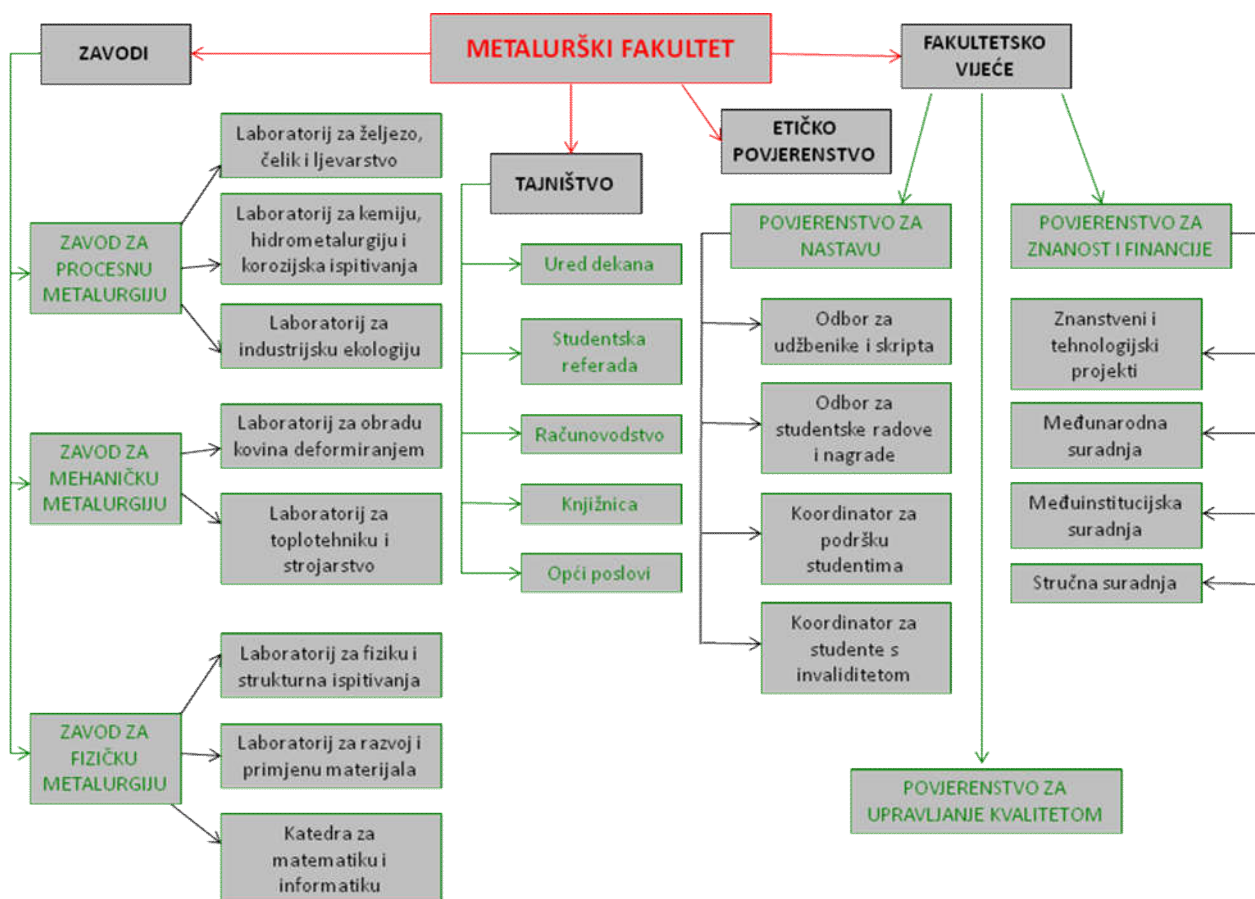 METALURŠKI FAKULTET
ZAVODI
FAKULTETSKO
VIJEĆE
ETIČKO
POVJERENSTVO
TAJNIŠTVO
ZAVOD ZA
PROCESNU
METALURGIJU
Laboratorij za željezo,
čelik i ljevarstvo
Laboratorij za kemiju,
hidrometalurgiju i
korozijska ispitivanja
Laboratorij za
industrijsku ekologiju
ZAVOD ZA
MEHANIČKU
METALURGIJU
Laboratorij za obradu
kovina deformiranjem
Laboratorij za
toplotehniku i
strojarstvo
ZAVOD ZA
FIZIČKU
METALURGIJU
Laboratorij za fiziku i
strukturna ispitivanja
Laboratorij za razvoj i
primjenu materijala
Katedra za
matematiku i
informatiku
Ured dekana
Studentska
referada
Računovodstvo
Knjižnica
Opći poslovi
POVJERENSTVO ZA
NASTAVU
Odbor za
udžbenike i skripta
Odbor za
studentske radove
i nagrade
Koordinator za
podršku
studentima
Koordinator za
studente s
invaliditetom
POVJERENSTVO ZA
ZNANOST I FINANCIJE
Znanstveni i
tehnologijski
projekti
Međunarodna
suradnja
Međuinstitucijska
suradnja
Stručna suradnja
POVJERENSTVO ZA
UPRAVLJANJE KVALITETOM